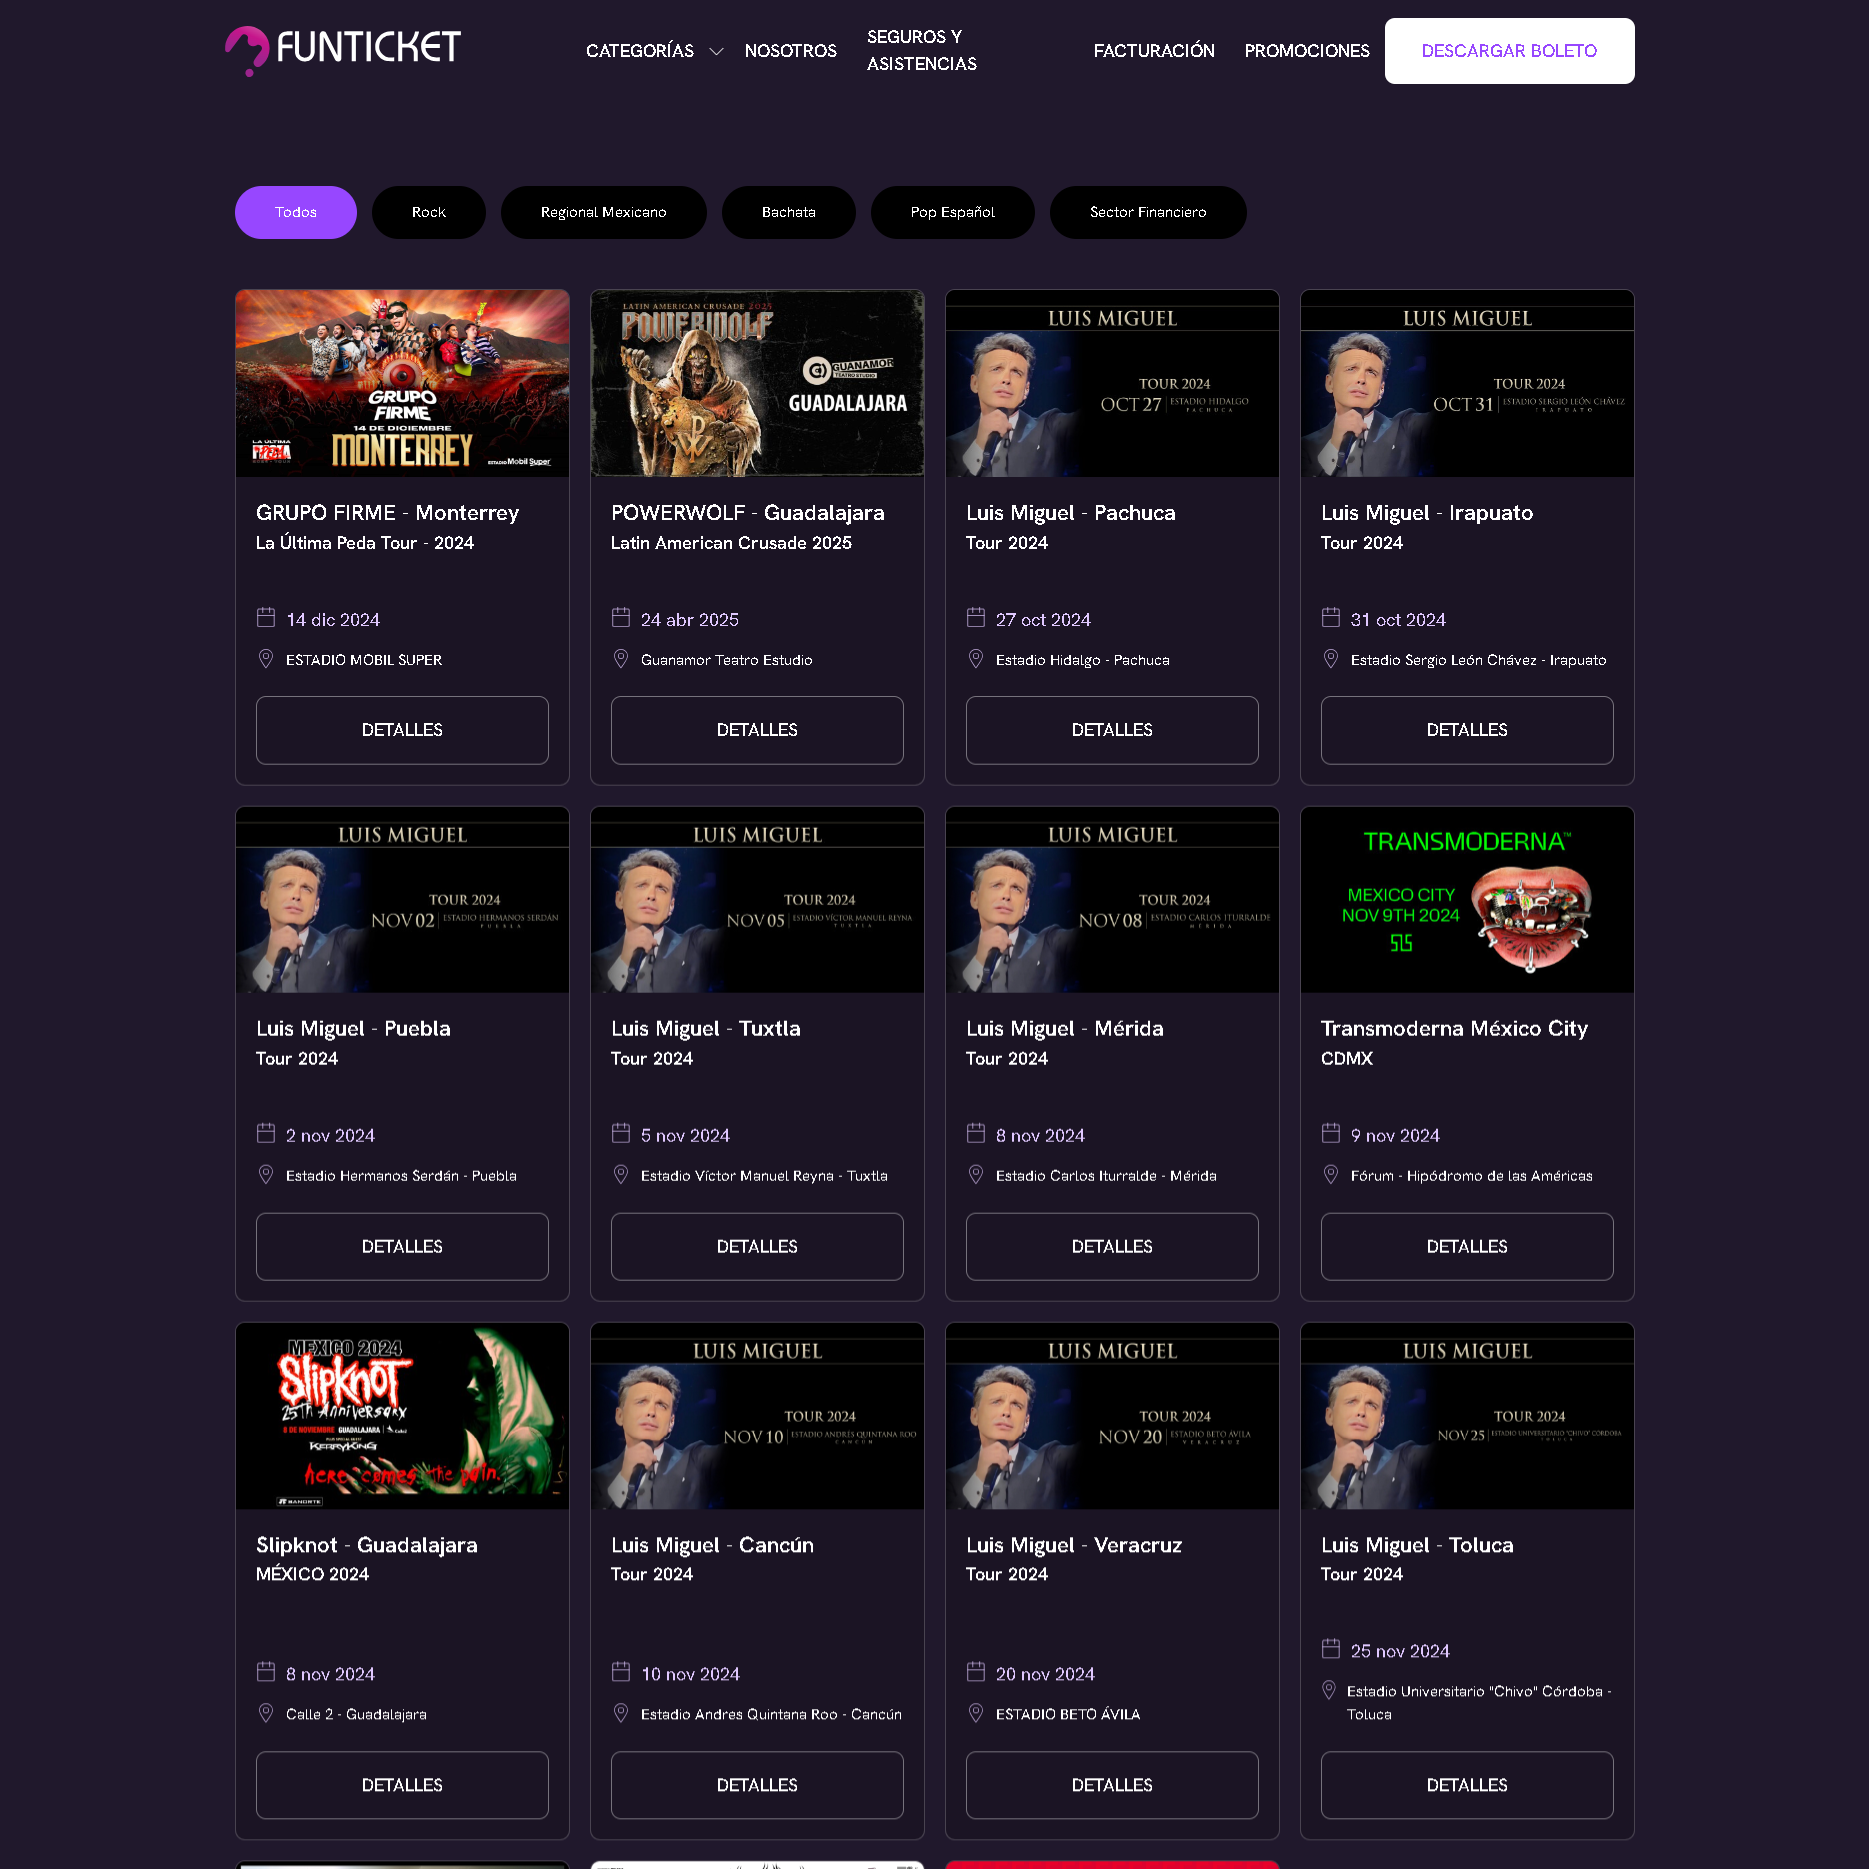 FUNTICKET
CATEGORÍAS
NOSOTROS
SEGUROS Y
ASISTENCIAS
FACTURACIÓN
PROMOCIONES
DESCARGAR BOLETO
Todos
Rock
Regional Mexicano
Bachata
Pop Español
Sector Financiero
GRUPO
FIRME
14 DE DICIEMBRE
MONTERREY
LA ULTIMA
ESTADIO Mobil Super
GRUPO FIRME - Monterrey
La Última Peda Tour - 2024
14 dic 2024
ESTADIO MOBIL SUPER
DETALLES
LATIN AMERICAN CRUSADE 2025
POWERWOLF
GUANAMOR
TEATRO STUDIO
GUADALAJARA
POWERWOLF - Guadalajara
Latin American Crusade 2025
24 abr 2025
Guanamor Teatro Estudio
DETALLES
LUIS MIGUEL
TOUR 2024
OCT 27 ESTADIO HIDALGO
PACHUCA
Luis Miguel - Pachuca
Tour 2024
27 oct 2024
Estadio Hidalgo - Pachuca
DETALLES
LUIS MIGUEL
TOUR 2024
OCT 31 ESTADIO SERGIO LEÓN CHÁVEZ
IRAPUATO
Luis Miguel - Irapuato
Tour 2024
31 oct 2024
Estadio Sergio León Chávez - Irapuato
DETALLES
LUIS MIGUEL
TOUR 2024
NOV 02 ESTADIO HERMANOS SERDÁN
PUEBLA
Luis Miguel - Puebla
Tour 2024
2 nov 2024
Estadio Hermanos Serdán - Puebla
DETALLES
LUIS MIGUEL
TOUR 2024
NOV 05 ESTADIO VÍCTOR MANUEL REYNA
TUXTLA
Luis Miguel - Tuxtla
Tour 2024
5 nov 2024
Estadio Víctor Manuel Reyna - Tuxtla
DETALLES
LUIS MIGUEL
TOUR 2024
NOV 08 ESTADIO CARLOS ITURRALDE
MÉRIDA
Luis Miguel - Mérida
Tour 2024
8 nov 2024
Estadio Carlos Iturralde - Mérida
DETALLES
TRANSMODERNA™
MEXICO CITY
NOV 9TH 2024
Transmoderna México City
CDMX
9 nov 2024
Fórum - Hipódromo de las Américas
DETALLES
MEXICO 2024
Slipknot
25Th Anniversary
8 DE NOVIEMBRE GUADALAJARA
KERRY KING
here comes the pain.
BANORTE
Slipknot - Guadalajara
MÉXICO 2024
8 nov 2024
Calle 2 - Guadalajara
DETALLES
LUIS MIGUEL
TOUR 2024
NOV 10 ESTADIO ANDRÉS QUINTANA ROO
CANCÚN
Luis Miguel - Cancún
Tour 2024
10 nov 2024
Estadio Andres Quintana Roo - Cancún
DETALLES
LUIS MIGUEL
TOUR 2024
NOV 20 ESTADIO BETO ÁVILA
VERACRUZ
Luis Miguel - Veracruz
Tour 2024
20 nov 2024
ESTADIO BETO ÁVILA
DETALLES
LUIS MIGUEL
TOUR 2024
NOV 25 ESTADIO UNIVERSITARIO "CHIVO" CÓRDOBA
TOLUCA
Luis Miguel - Toluca
Tour 2024
25 nov 2024
Estadio Universitario "Chivo" Córdoba -
Toluca
DETALLES